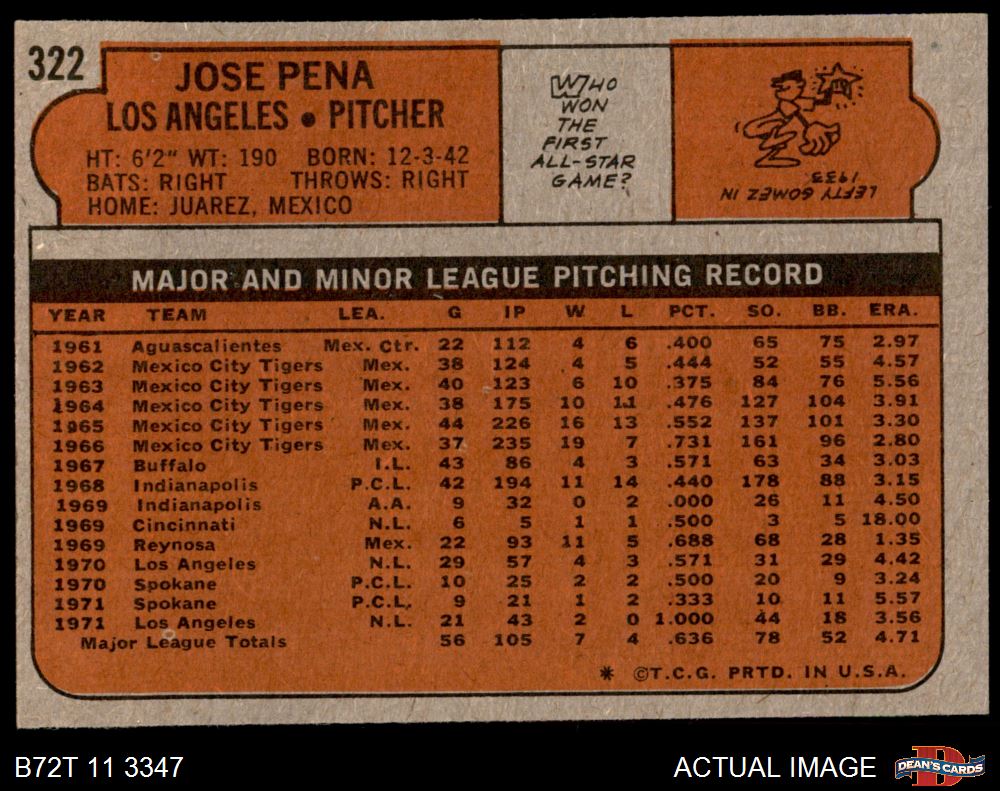 322
JOSE PENA
LOS ANGELES • PITCHER
HT: 6'2" WT: 190 BORN: 12-3-42
BATS: RIGHT THROWS: RIGHT
HOME: JUAREZ, MEXICO
WHO
WON
THE
FIRST
ALL-STAR
GAME?
LEFTY GOMEZ IN
1933.
MAJOR AND MINOR LEAGUE PITCHING RECORD
YEAR TEAM LEA. G IP W L PCT. SO. BB. ERA.
1961 Aguascalientes Mex. Ctr. 22 112 4 6 .400 65 75 2.97
1962 Mexico City Tigers Mex. 38 124 4 5 .444 52 55 4.57
1963 Mexico City Tigers Mex. 40 123 6 10 .375 84 76 5.56
1964 Mexico City Tigers Mex. 38 175 10 11 .476 127 104 3.91
1965 Mexico City Tigers Mex. 44 226 16 13 .552 137 101 3.30
1966 Mexico City Tigers Mex. 37 235 19 7 .731 161 96 2.80
1967 Buffalo I.L. 43 86 4 3 .571 63 34 3.03
1968 Indianapolis P.C.L. 42 194 11 14 .440 178 88 3.15
1969 Indianapolis A.A. 9 32 0 2 .000 26 11 4.50
1969 Cincinnati N.L. 6 5 1 1 .500 3 5 18.00
1969 Reynosa Mex. 22 93 11 5 .688 68 28 1.35
1970 Los Angeles N.L. 29 57 4 3 .571 31 29 4.42
1970 Spokane P.C.L. 10 25 2 2 .500 20 9 3.24
1971 Spokane P.C.L. 9 21 1 2 .333 10 11 5.57
1971 Los Angeles N.L. 21 43 2 0 1.000 44 18 3.56
Major League Totals 56 105 7 4 .636 78 52 4.71
* ©T.C.G. PRTD. IN U.S.A.
B72T 11 3347
ACTUAL IMAGE
DEAN'S CARDS